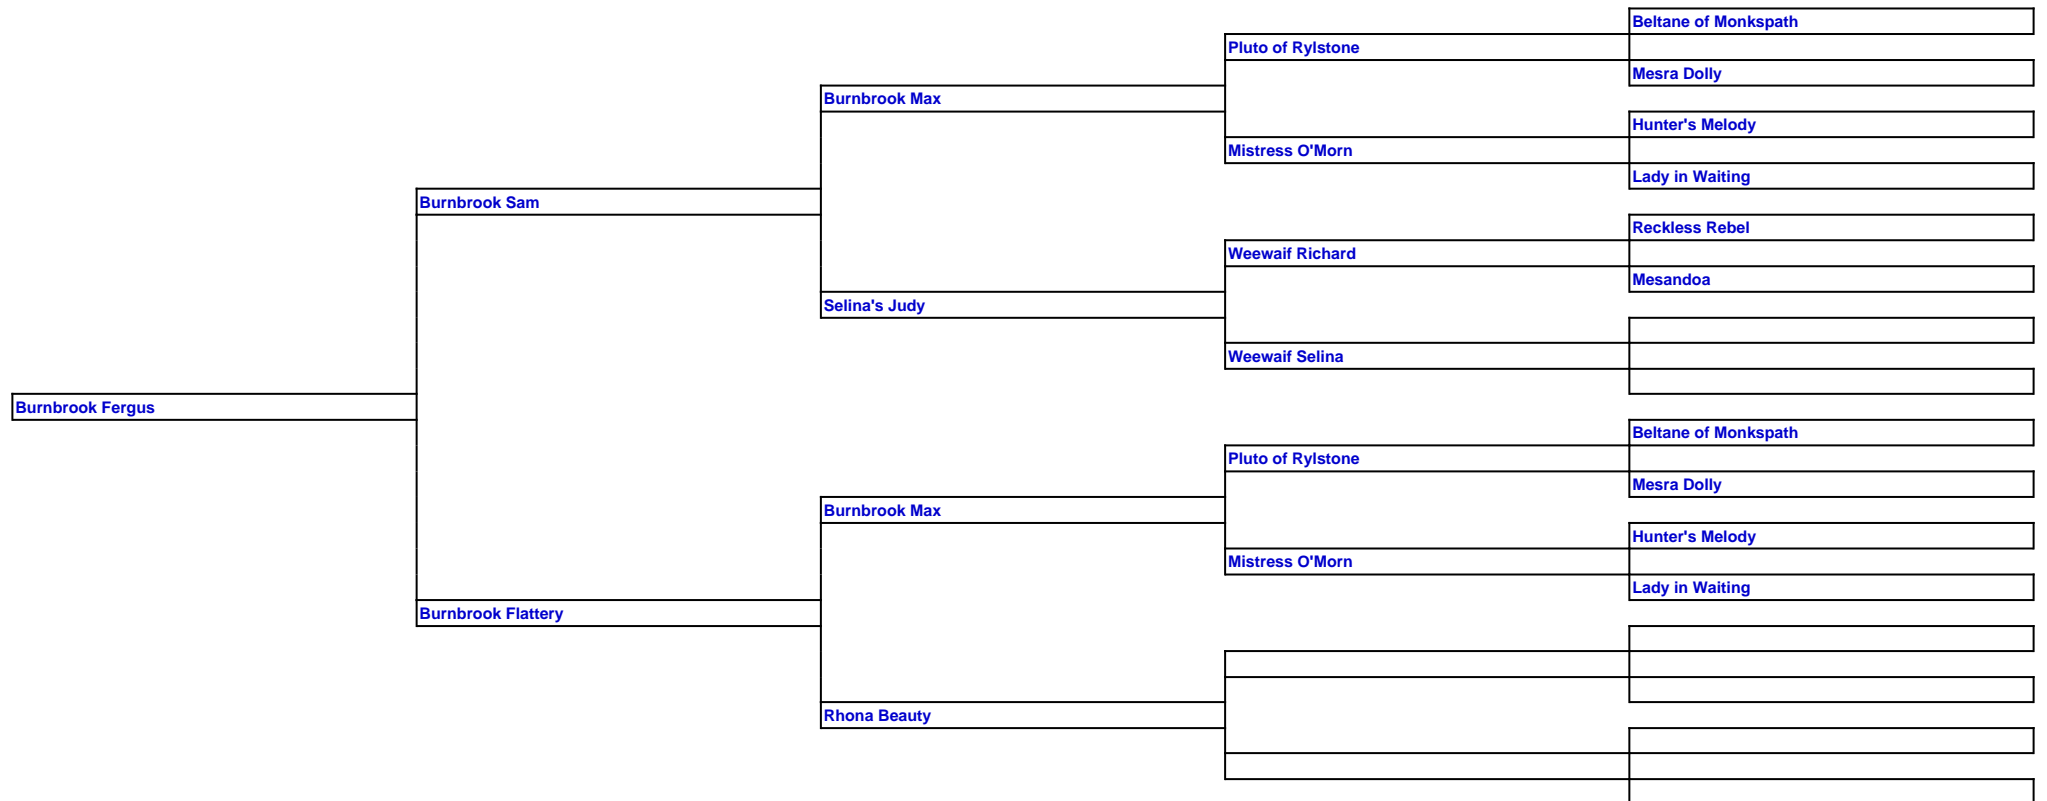 Beltane of Monkspath
Pluto of Rylstone
Mesra Dolly
Burnbrook Max
Hunter's Melody
Mistress O'Morn
Lady in Waiting
Burnbrook Sam
Reckless Rebel
Weewaif Richard
Mesandoa
Selina's Judy
Weewaif Selina
Burnbrook Fergus
Beltane of Monkspath
Pluto of Rylstone
Mesra Dolly
Burnbrook Max
Hunter's Melody
Mistress O'Morn
Lady in Waiting
Burnbrook Flattery
Rhona Beauty